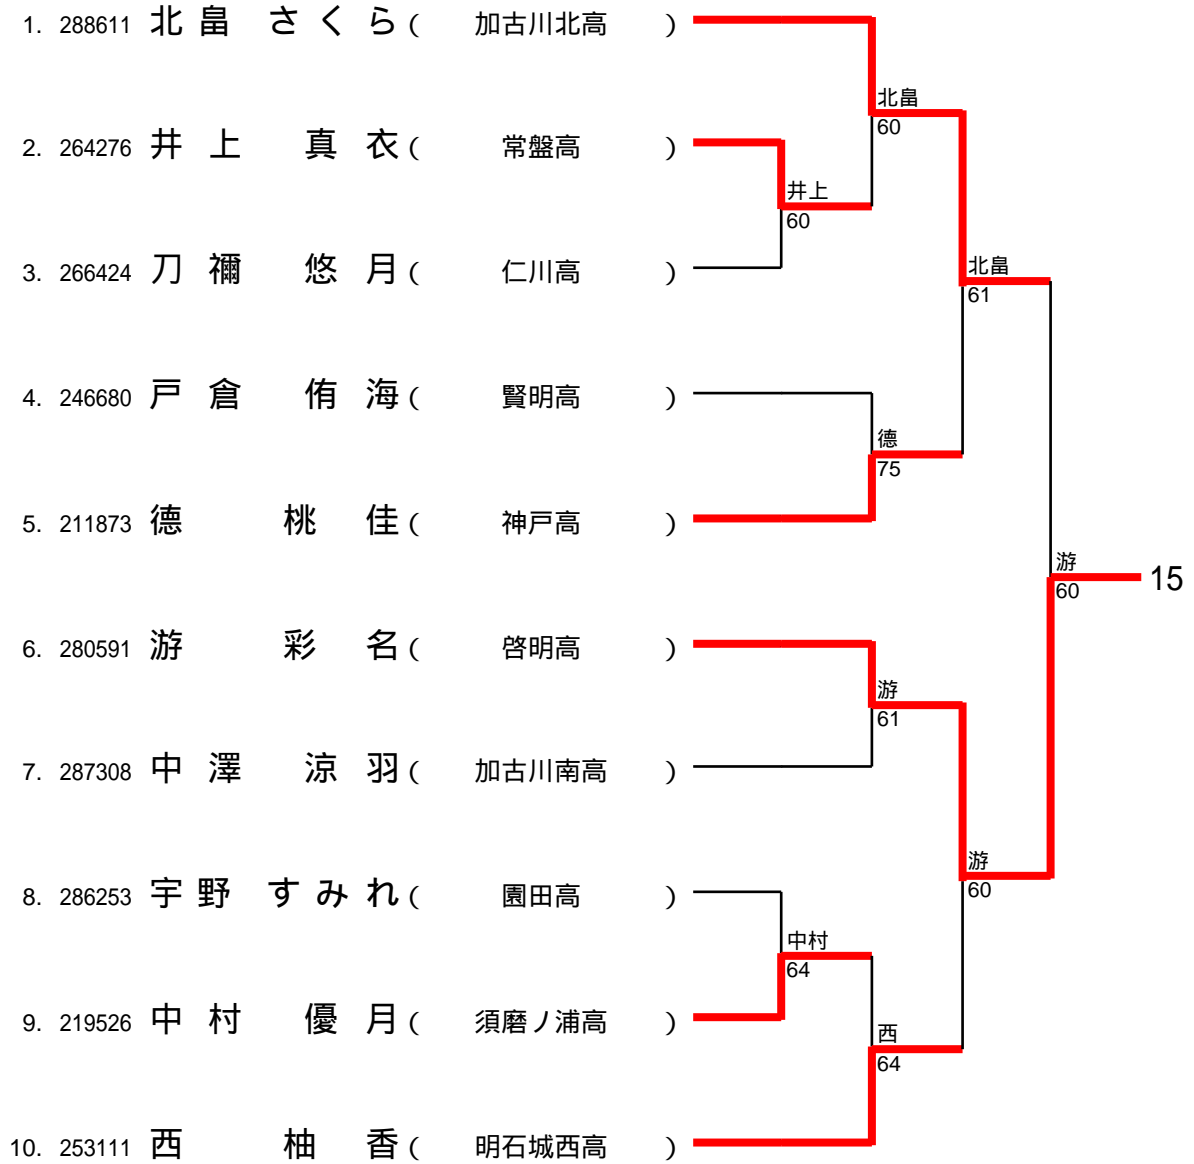 1. 288611 北畠 さくら ( 加古川北高 )
北畠
60
2. 264276 井上 真衣 ( 常盤高 )
井上
60
3. 266424 刀禰 悠月 ( 仁川高 )
北畠
61
4. 246680 戸倉 侑海 ( 賢明高 )
德
75
5. 211873 德 桃佳 ( 神戸高 )
游
60
15
6. 280591 游 彩名 ( 啓明高 )
游
61
7. 287308 中澤 涼羽 ( 加古川南高 )
游
60
8. 286253 宇野 すみれ ( 園田高 )
中村
64
9. 219526 中村 優月 ( 須磨ノ浦高 )
西
64
10. 253111 西 柚香 ( 明石城西高 )